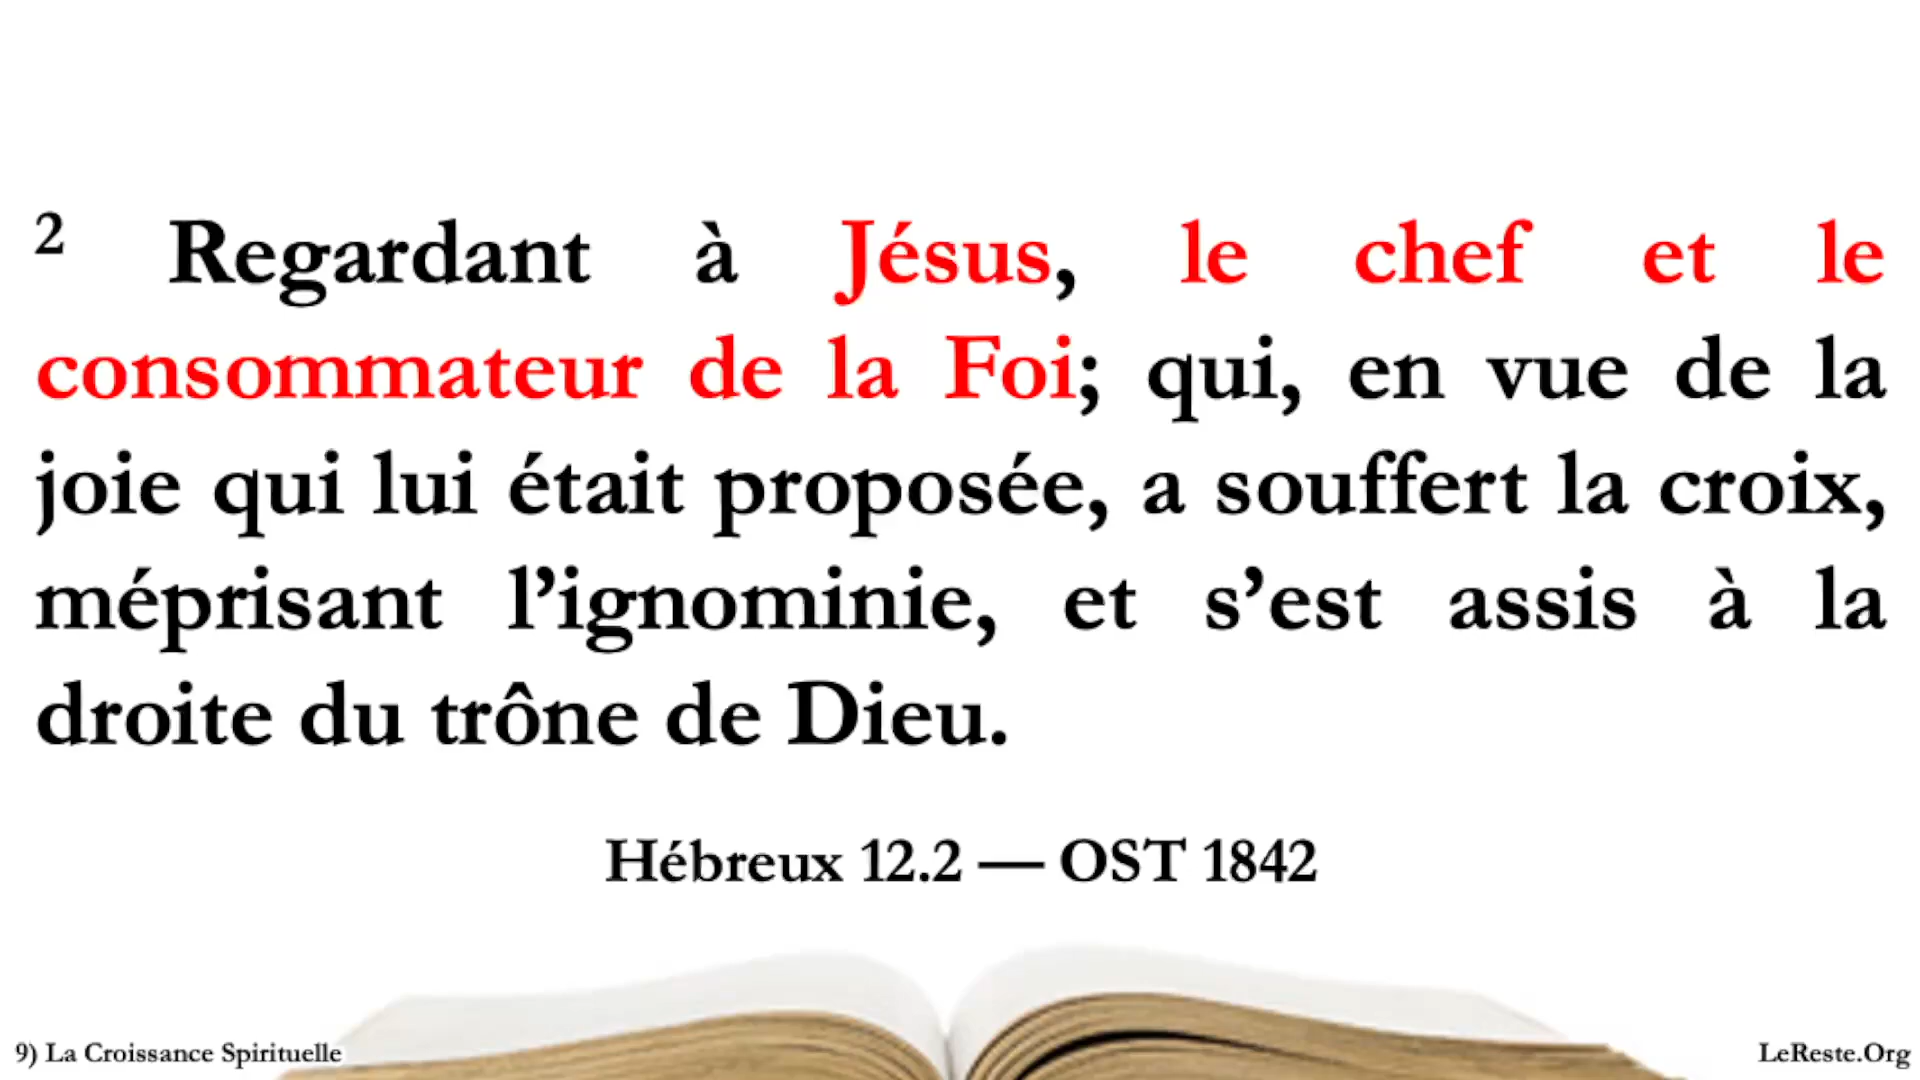 2 Regardant à Jésus, le chef et le
consommateur de la Foi; qui, en vue de la
joie qui lui était proposée, a souffert la croix,
méprisant l’ignominie, et s’est assis à la
droite du trône de Dieu.
Hébreux 12.2 — OST 1842
9) La Croissance Spirituelle
LeReste.Org